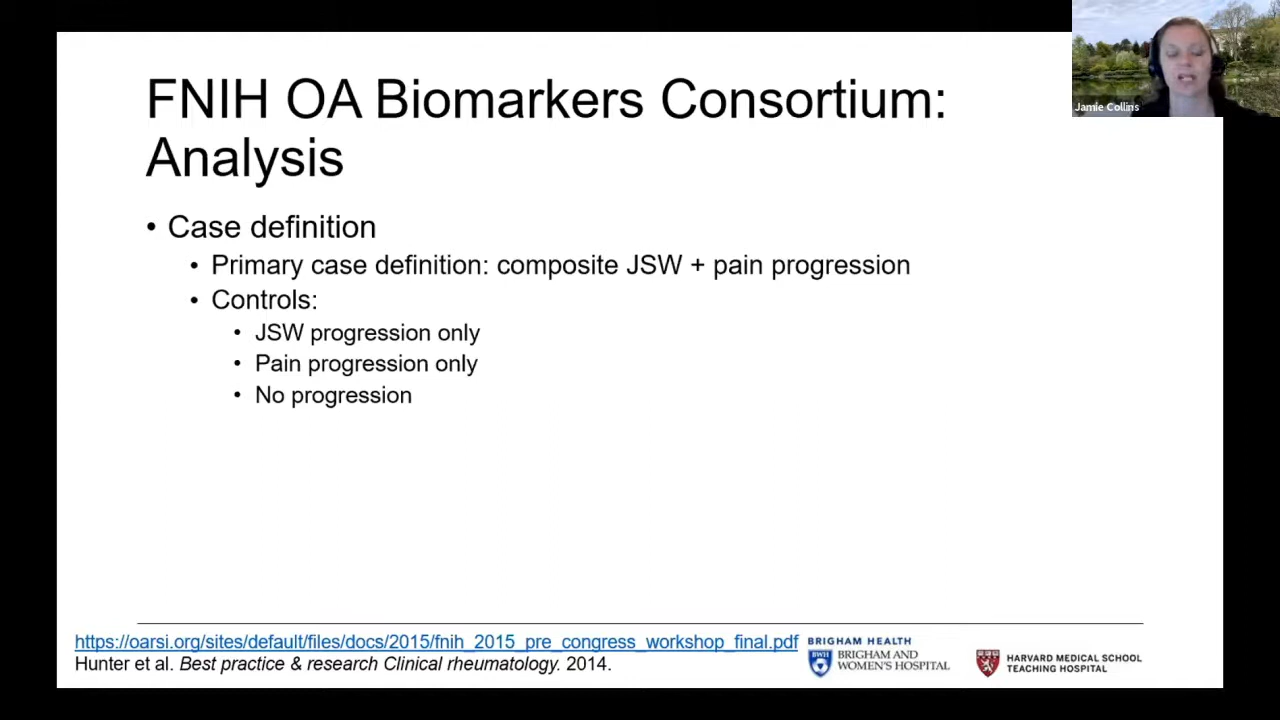 FNIH OA Biomarkers Consortium:
Analysis
• Case definition
• Primary case definition: composite JSW + pain progression
• Controls:
• JSW progression only
• Pain progression only
• No progression
https://oarsi.org/sites/default/files/docs/2015/fnih_2015_pre_congress_workshop_final.pdf
Hunter et al. Best practice & research Clinical rheumatology. 2014.
BRIGHAM HEALTH
BWH
BRIGHAM AND
WOMEN'S HOSPITAL
HARVARD MEDICAL SCHOOL
TEACHING HOSPITAL
Jamie Collins